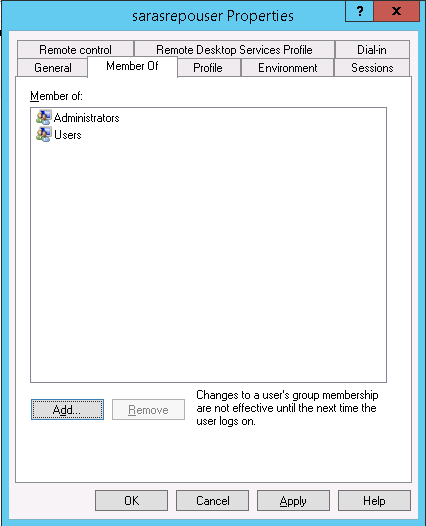 sarasrepouser Properties
? x
Remote control Remote Desktop Services Profile Dial-in
General Member Of Profile Environment Sessions
Member of:
Administrators
Users
Add... Remove
Changes to a user's group membership
are not effective until the next time the
user logs on.
OK Cancel Apply Help